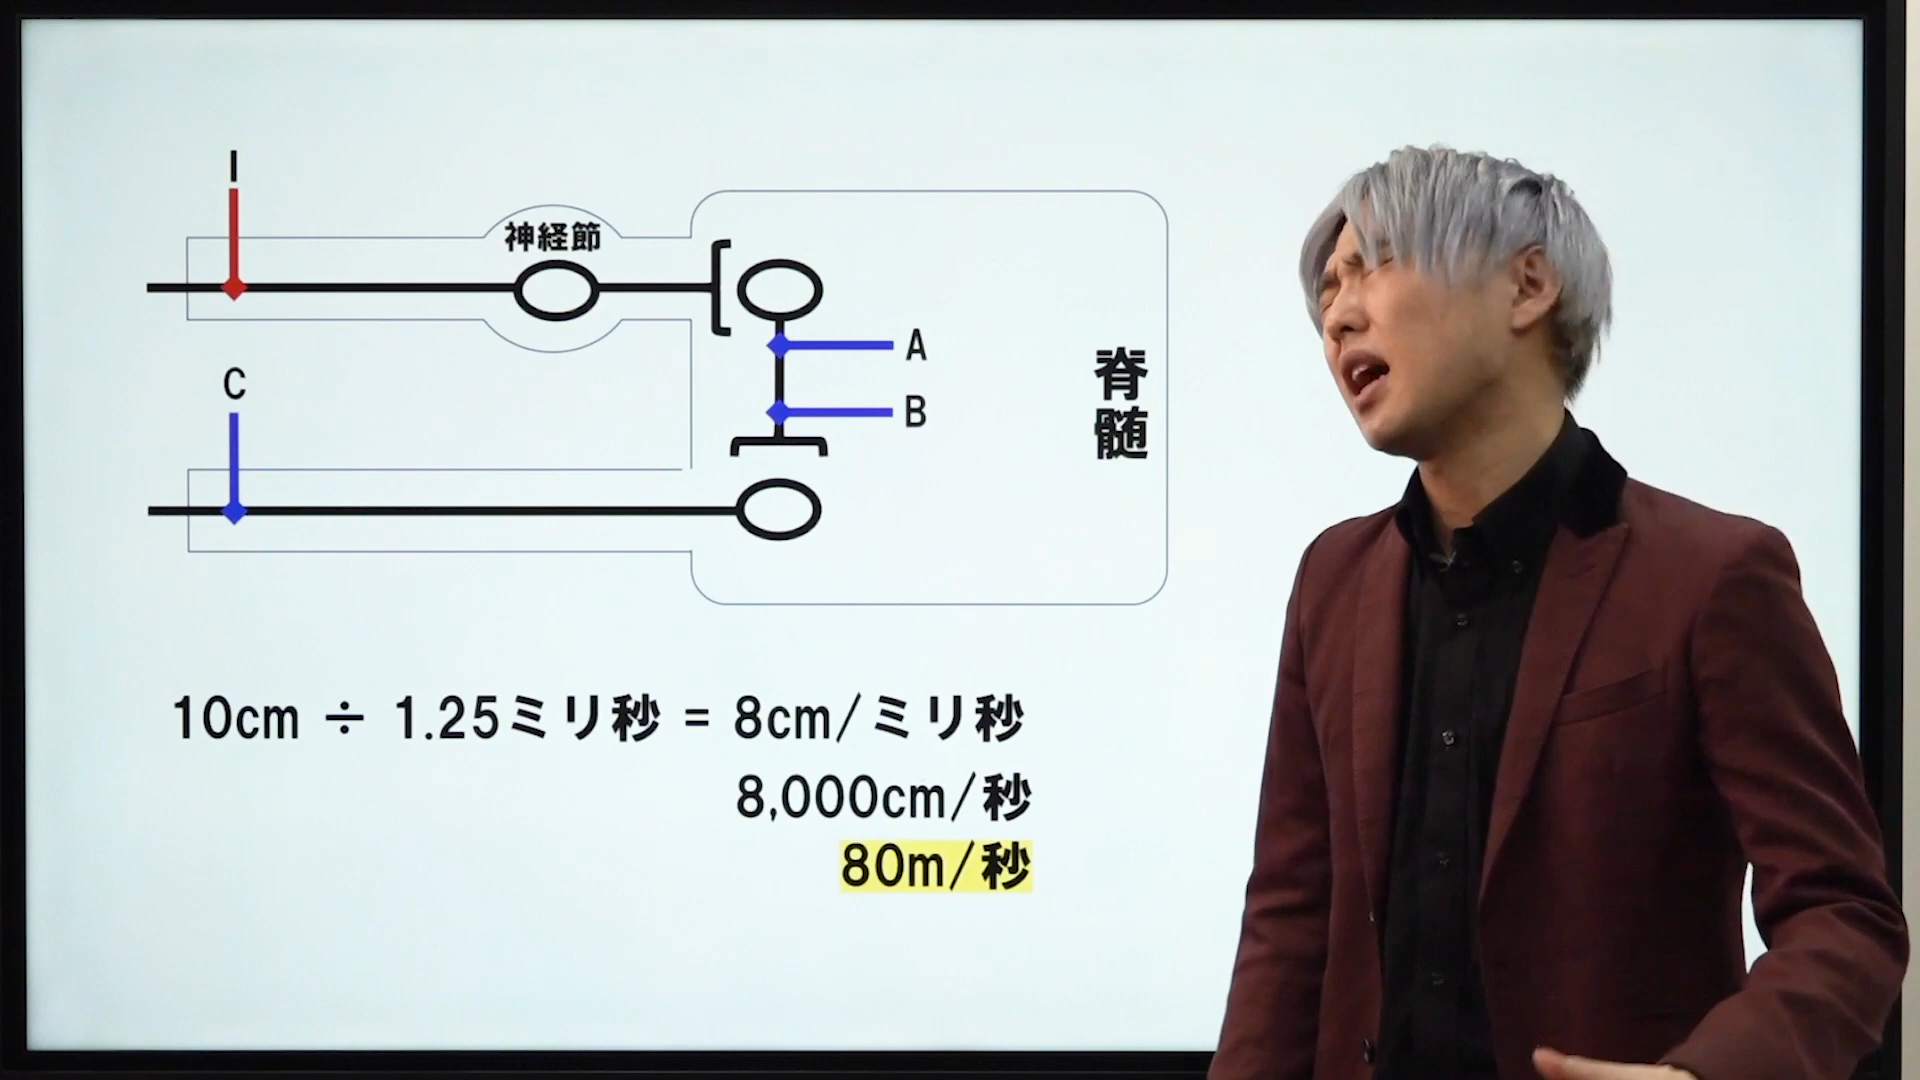 I
神経節
A
C
B
脊髄
10cm ÷ 1.25ミリ秒 = 8cm/ミリ秒
8,000cm/秒
80m/秒